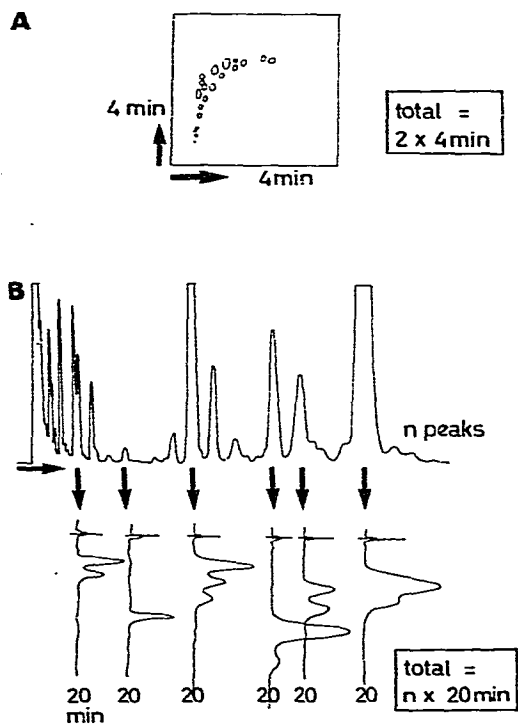 A
4 min
4min
total =
2 x 4min
B
n peaks
20 20 20 20 20 20
min
total =
n x 20min